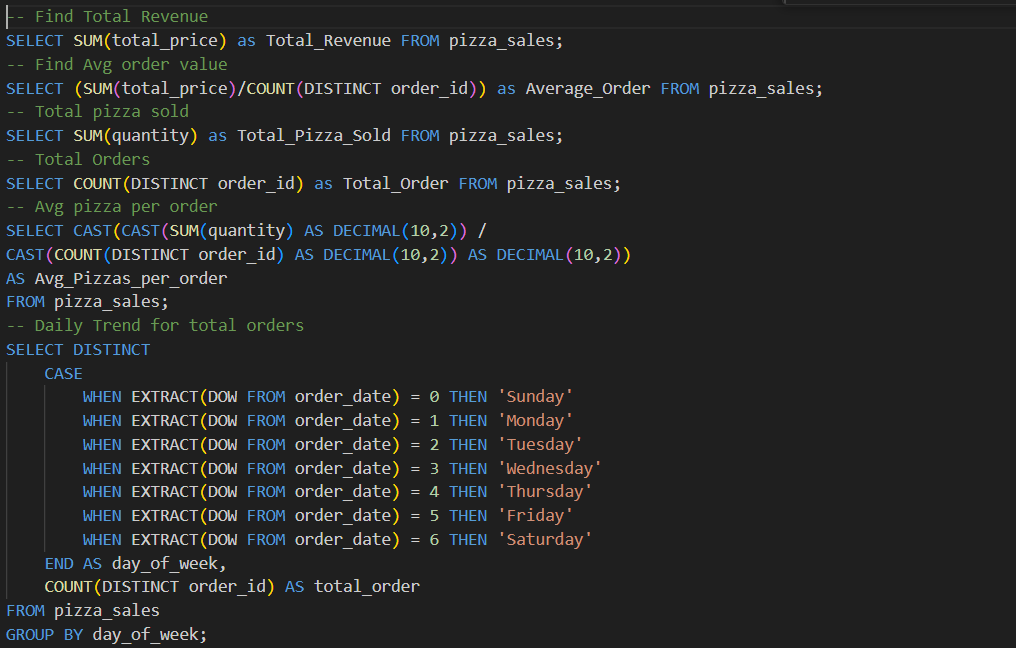 -- Find Total Revenue
SELECT SUM(total_price) as Total_Revenue FROM pizza_sales;
-- Find Avg order value
SELECT (SUM(total_price)/COUNT(DISTINCT order_id)) as Average_Order FROM pizza_sales;
-- Total pizza sold
SELECT SUM(quantity) as Total_Pizza_Sold FROM pizza_sales;
-- Total Orders
SELECT COUNT(DISTINCT order_id) as Total_Order FROM pizza_sales;
-- Avg pizza per order
SELECT CAST(CAST(SUM(quantity) AS DECIMAL(10,2)) /
CAST(COUNT(DISTINCT order_id) AS DECIMAL(10,2)) AS DECIMAL(10,2))
AS Avg_Pizzas_per_order
FROM pizza_sales;
-- Daily Trend for total orders
SELECT DISTINCT
    CASE
        WHEN EXTRACT(DOW FROM order_date) = 0 THEN 'Sunday'
        WHEN EXTRACT(DOW FROM order_date) = 1 THEN 'Monday'
        WHEN EXTRACT(DOW FROM order_date) = 2 THEN 'Tuesday'
        WHEN EXTRACT(DOW FROM order_date) = 3 THEN 'Wednesday'
        WHEN EXTRACT(DOW FROM order_date) = 4 THEN 'Thursday'
        WHEN EXTRACT(DOW FROM order_date) = 5 THEN 'Friday'
        WHEN EXTRACT(DOW FROM order_date) = 6 THEN 'Saturday'
    END AS day_of_week,
    COUNT(DISTINCT order_id) AS total_order
FROM pizza_sales
GROUP BY day_of_week;